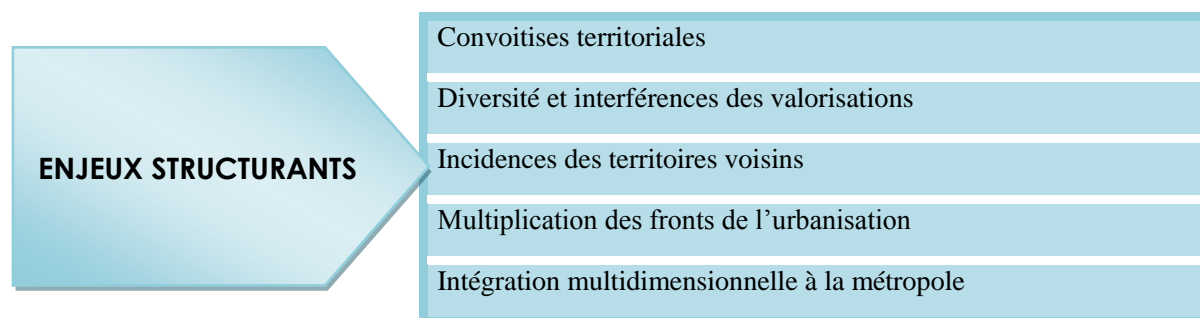 ENJEUX STRUCTURANTS
Convoitises territoriales
Diversité et interférences des valorisations
Incidences des territoires voisins
Multiplication des fronts de l’urbanisation
Intégration multidimensionnelle à la métropole